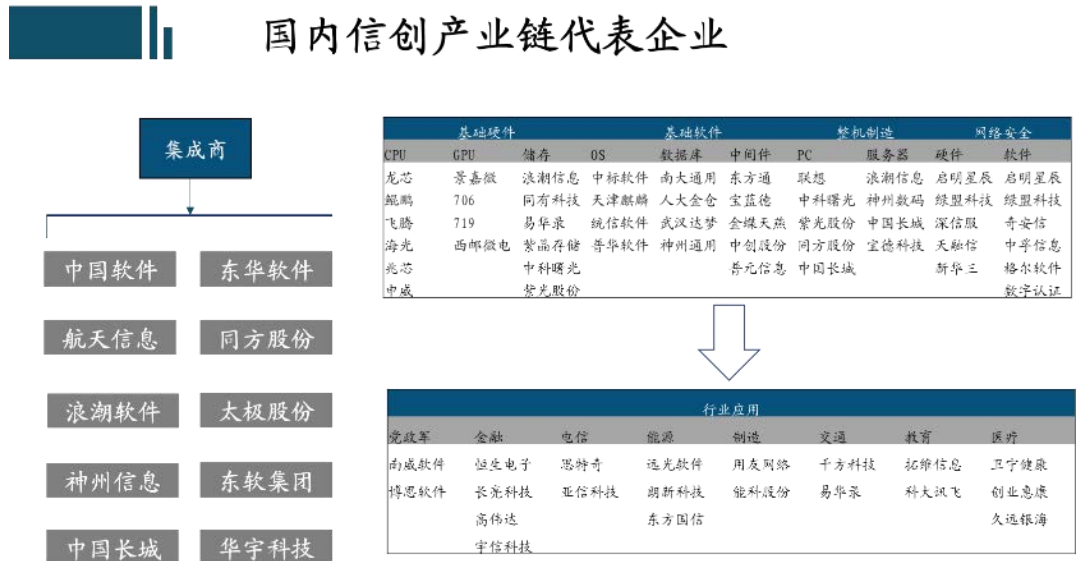 国内信创产业链代表企业
集成商
中国软件 东华软件
航天信息 同方股份
浪潮软件 太极股份
神州信息 东软集团
中国长城 华宇科技
基础硬件 基础软件 整机制造 网络安全
CPU GPU 储存 OS 数据库 中间件 PC 服务器 硬件 软件
龙芯 景嘉微 浪潮信息 中标软件 南大通用 东方通 联想 浪潮信息 启明星辰 启明星辰
鲲鹏 706 同有科技 天津麒麟 人大金仓 宝蓝德 中科曙光 神州数码 绿盟科技 绿盟科技
飞腾 719 易华录 统信软件 武汉达梦 金蝶天燕 紫光股份 中国长城 深信服 奇安信
海光 西邮微电 紫晶存储 普华软件 神州通用 中创股份 同方股份 宝德科技 天融信 中孚信息
兆芯 中科曙光 普元信息 中国长城 新华三 格尔软件
申威 紫光股份 数字认证
行业应用
党政军 金融 电信 能源 制造 交通 教育 医疗
南威软件 恒生电子 思特奇 远光软件 用友网络 千方科技 拓维信息 卫宁健康
博思软件 长亮科技 亚信科技 朗新科技 能科股份 易华录 科大讯飞 创业惠康
高伟达 东方国信 久远银海
宇信科技